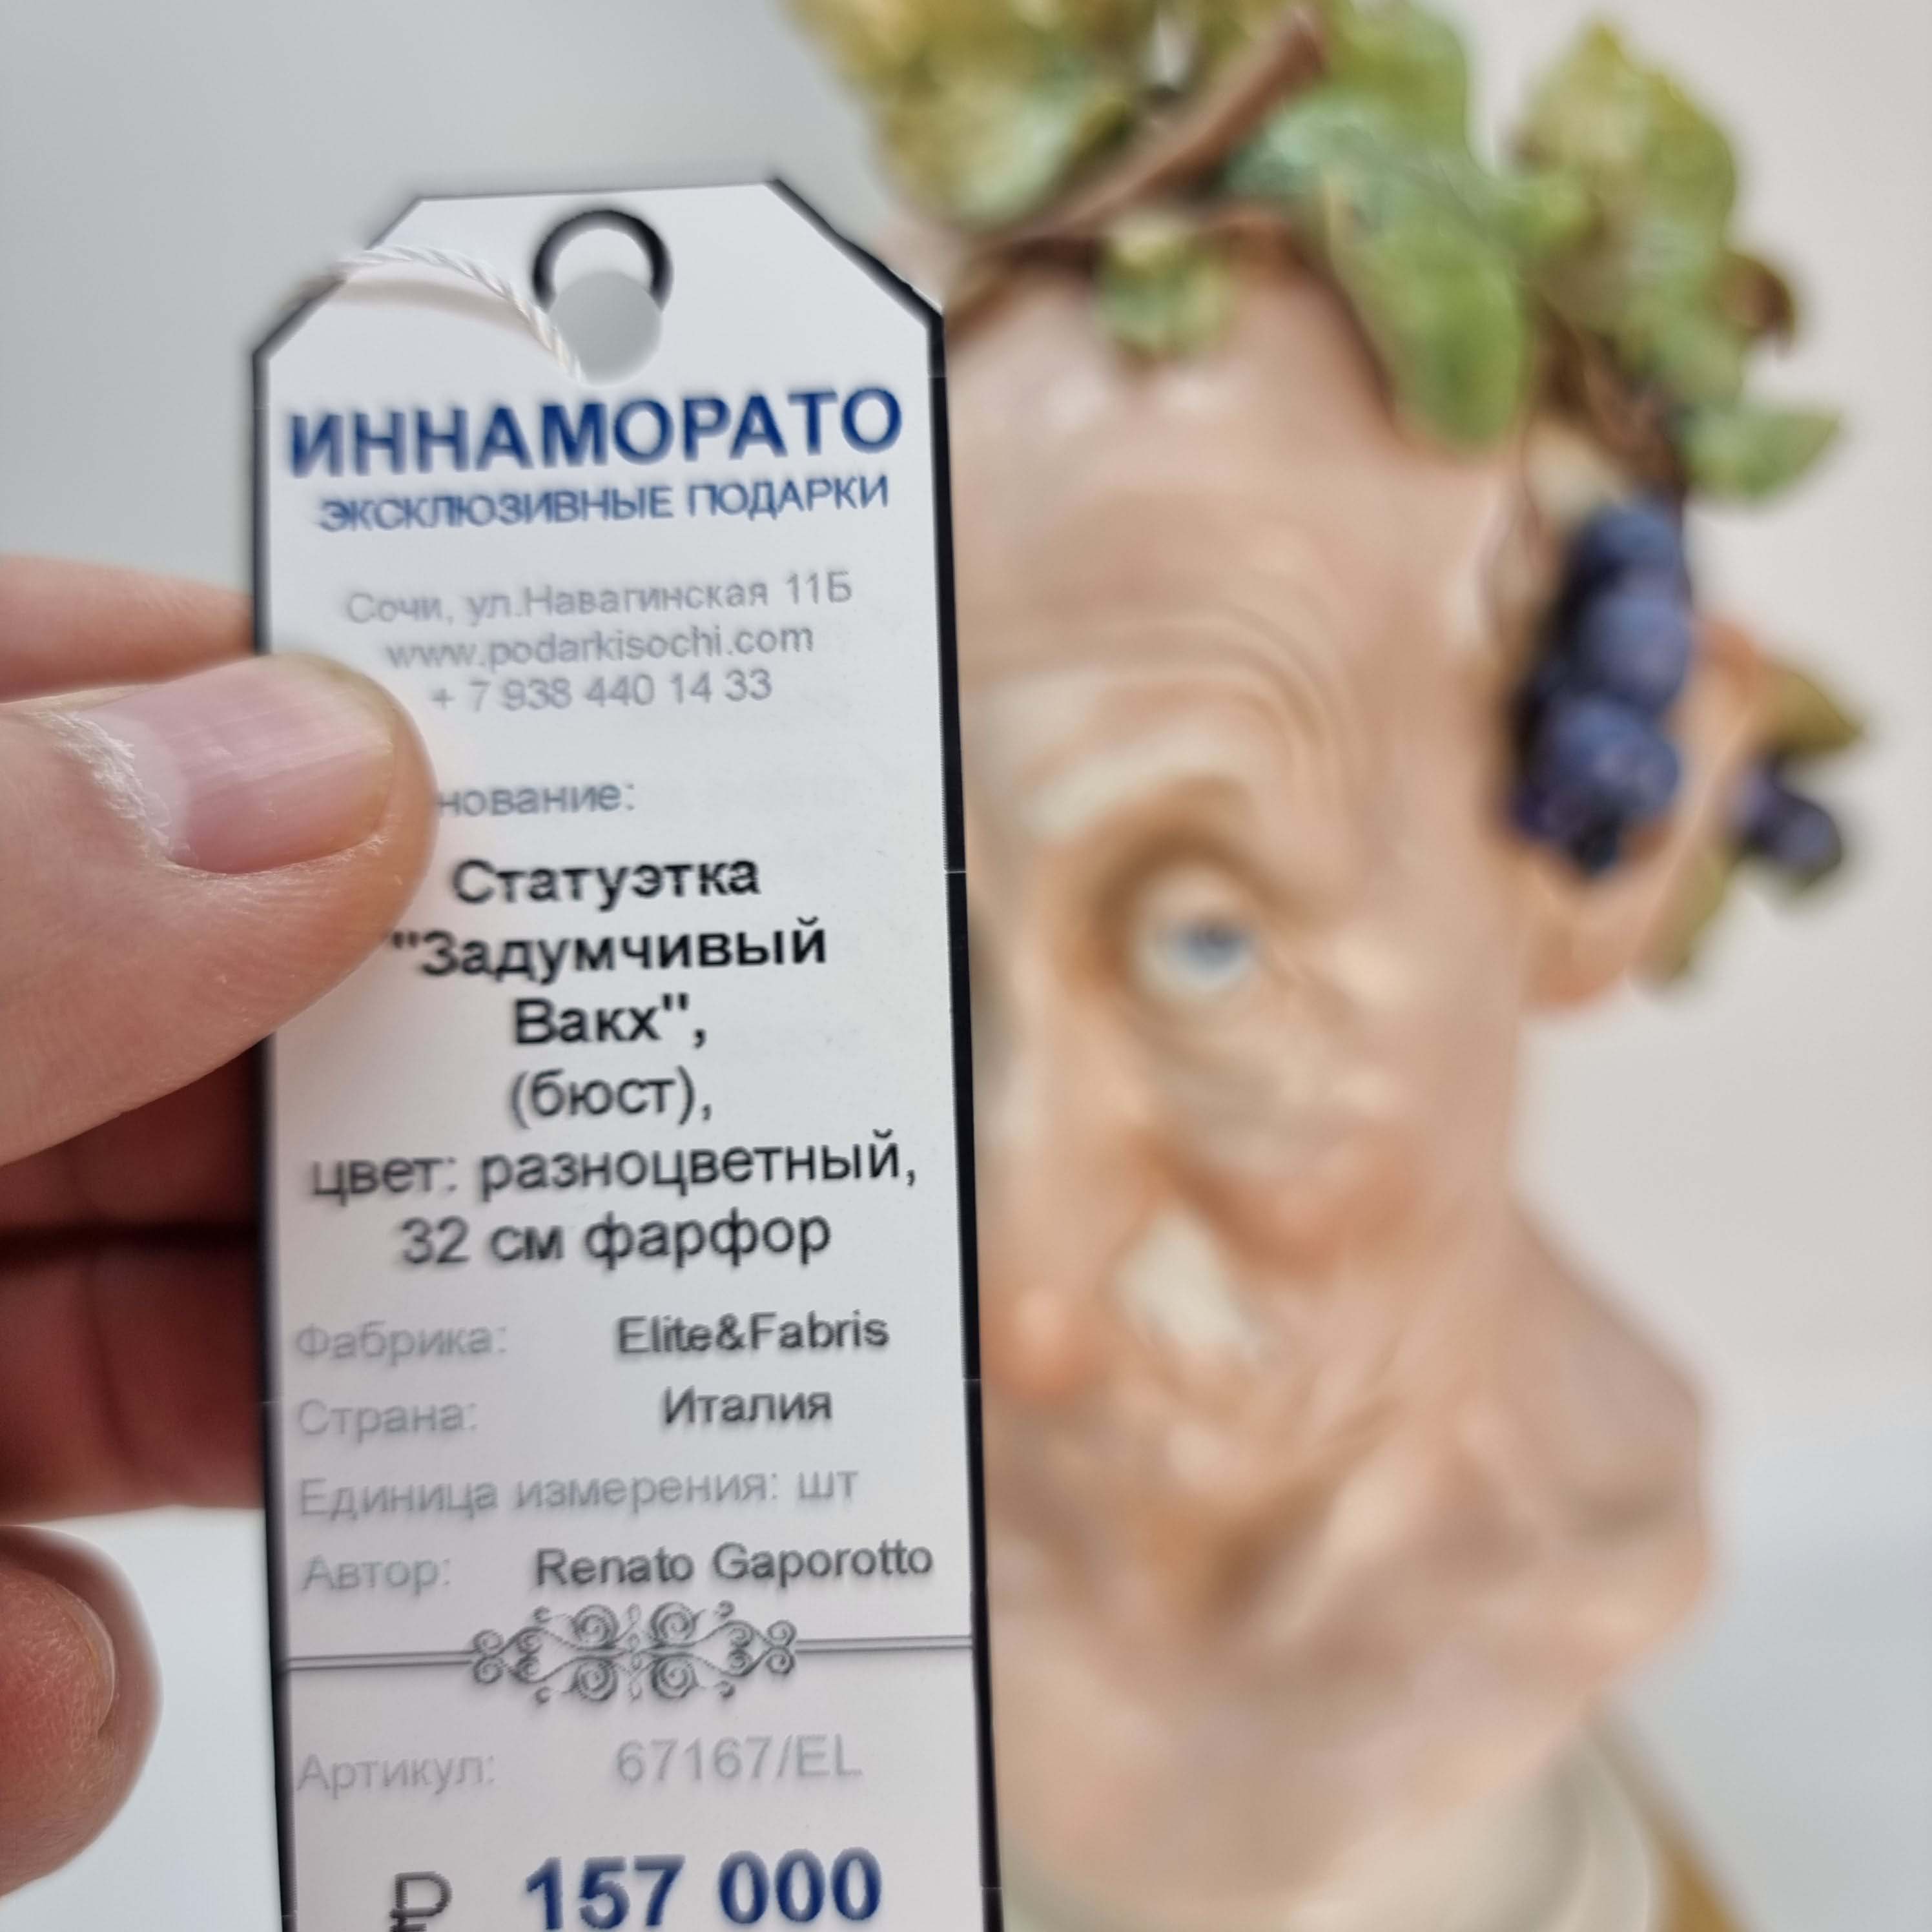 ИННАМОРАТО
ЭКСКЛЮЗИВНЫЕ ПОДАРКИ
Сочи, ул.Навагинская 11Б
www.podarkisochi.com
+ 7 938 440 14 33
нование:
Статуэтка
"Задумчивый
Вакх",
(бюст),
цвет: разноцветный,
32 см фарфор
Фабрика: Elite&Fabris
Страна: Италия
Единица измерения: шт
Автор: Renato Gaporotto
Артикул: 67167/EL
₽ 157 000